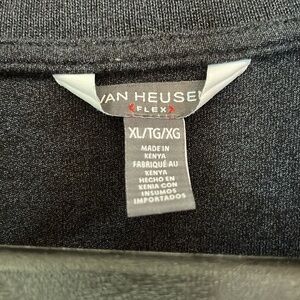 VAN HEUSEN
<FLEX>
XL/TG/XG
MADE IN
KENYA
FABRIQUÉ AU
KENYA
HECHO EN
KENIA CON
INSUMOS
IMPORTADOS